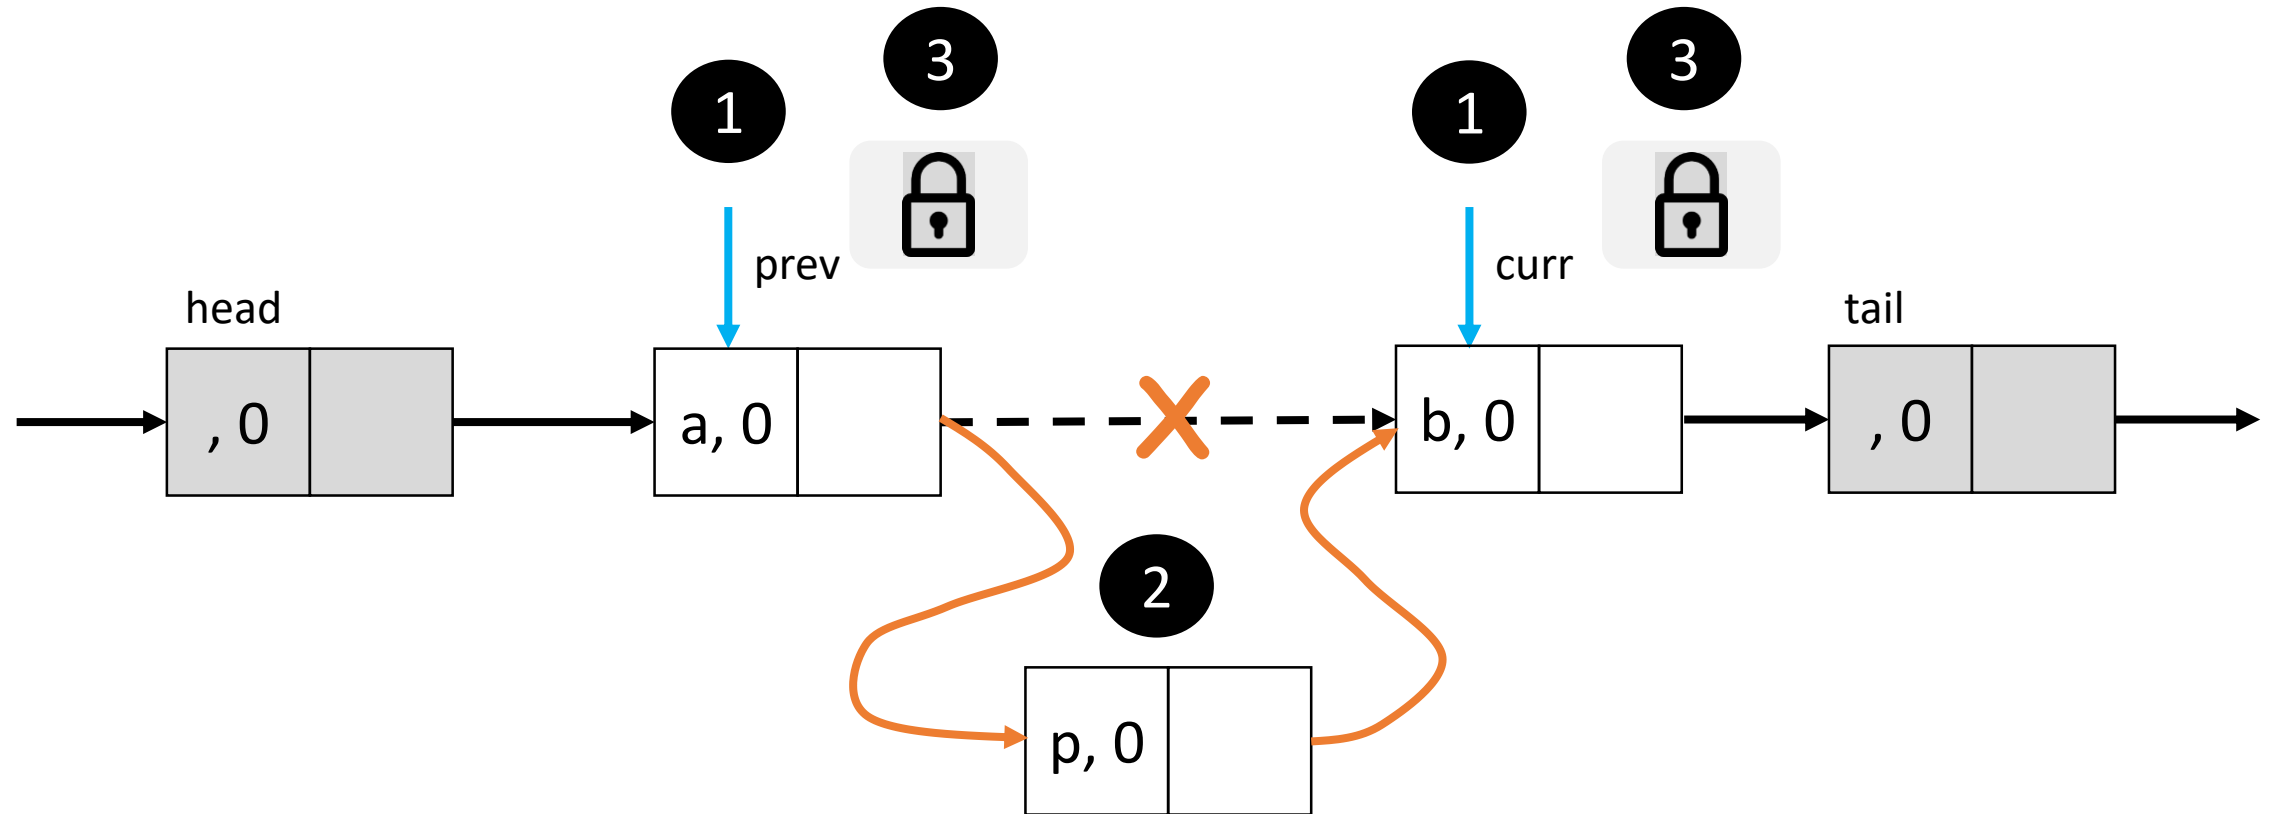 3
3
1
1
prev
curr
head
tail
, 0
a, 0
b, 0
, 0
2
p, 0